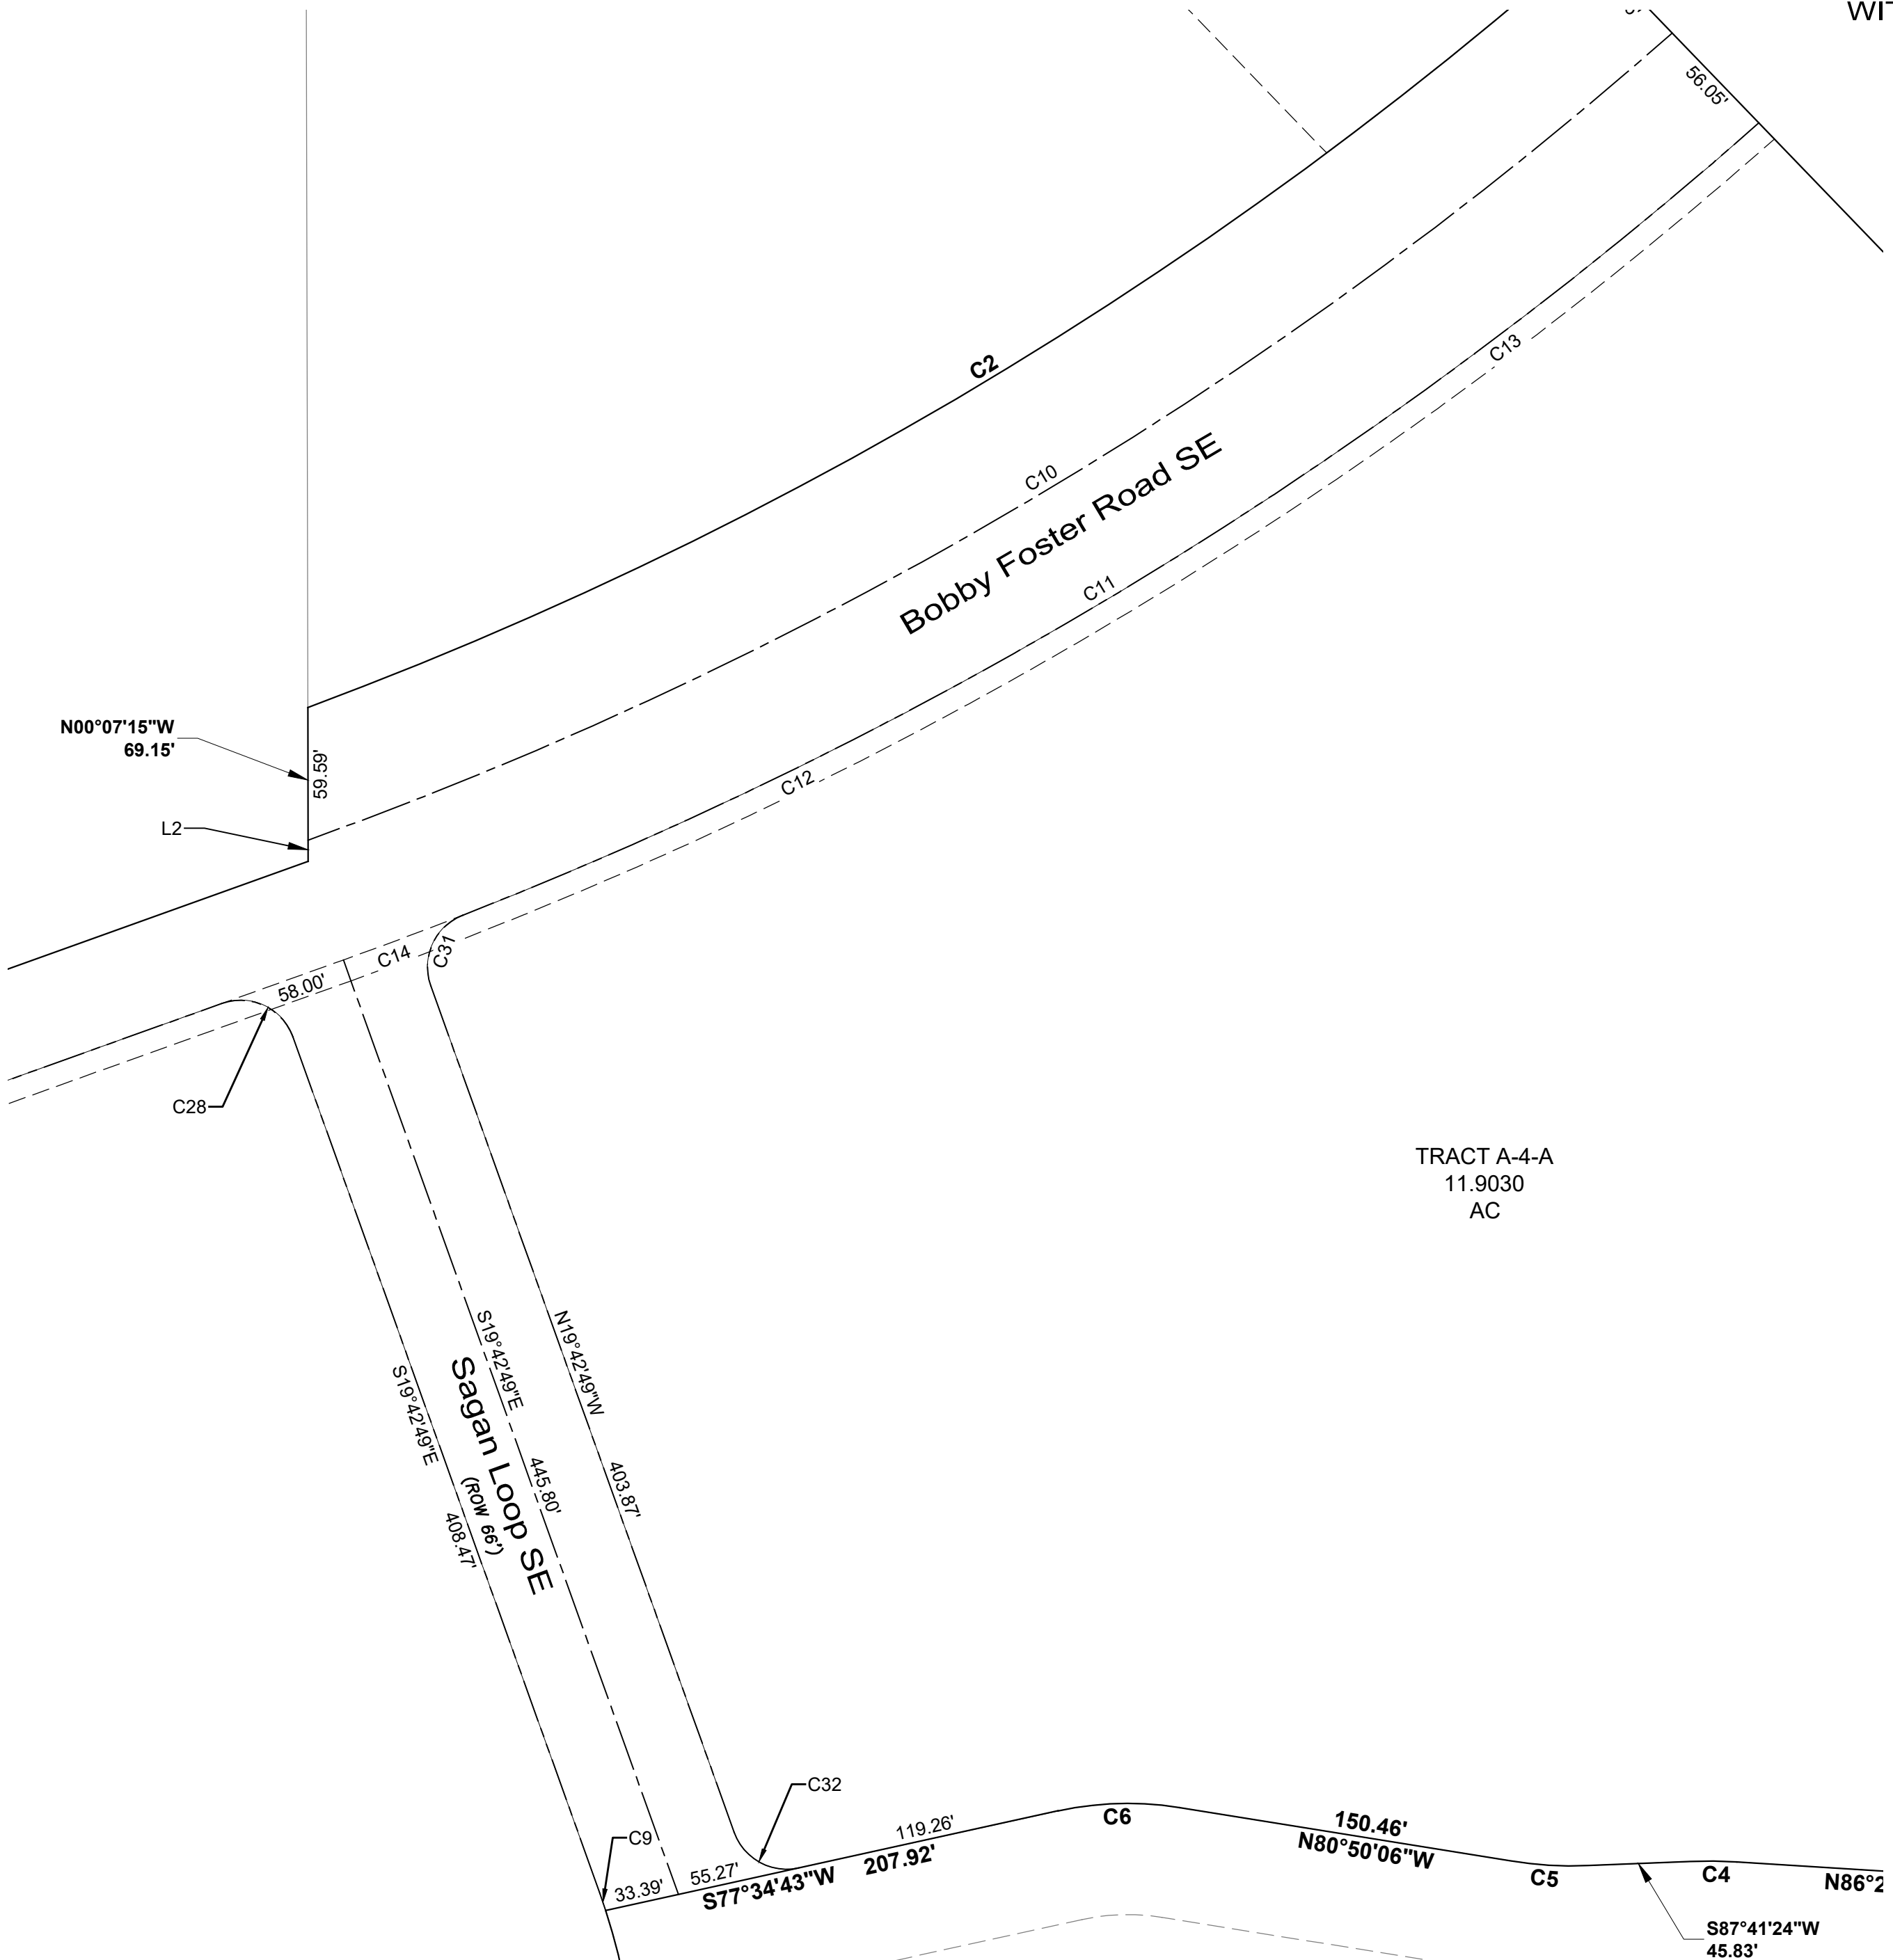 56.05'
C13
C2
C10
Bobby Foster Road SE
C11
N00°07'15"W
69.15'
59.59'
C12
L2
C14
C31
58.00'
C28
TRACT A-4-A
11.9030
AC
S19°42'49"E
N19°42'49"W
S19°42'49"E
Sagan Loop SE
(ROW 66')
445.80'
403.87'
408.47'
C32
C9
119.26'
C6
150.46'
N80°50'06"W
207.92'
55.27'
S77°34'43"W
33.39'
C5
C4
S87°41'24"W
45.83'